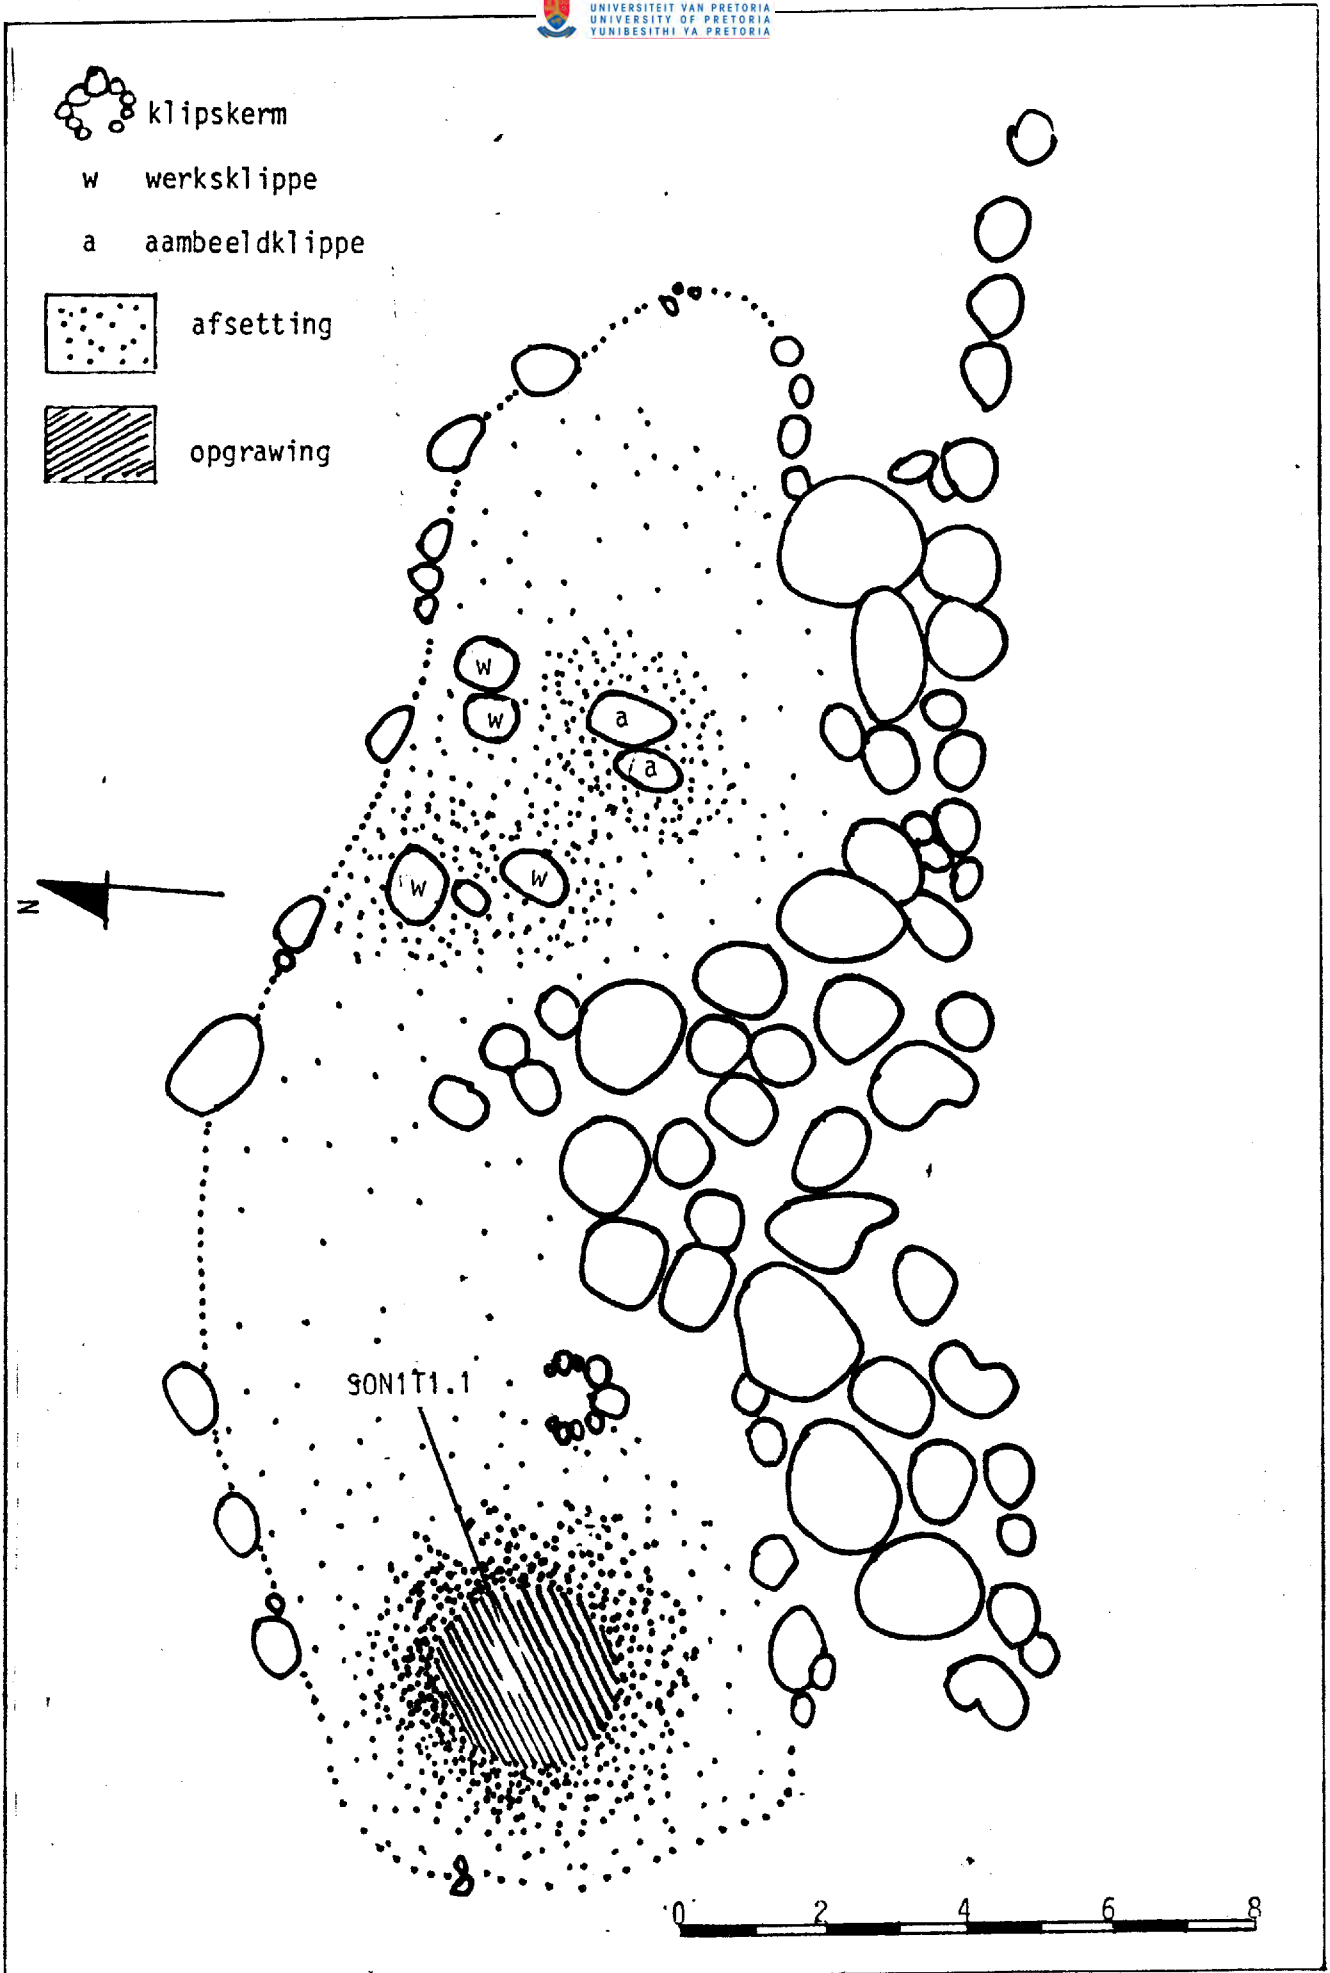 UNIVERSITEIT VAN PRETORIA
UNIVERSITY OF PRETORIA
YUNIBESITHI YA PRETORIA
klipskerm
w werksklippe
a aambeeldklippe
afsetting
opgrawing
w
w
a
a
w
w
N
SON1T1.1
0 2 4 6 8